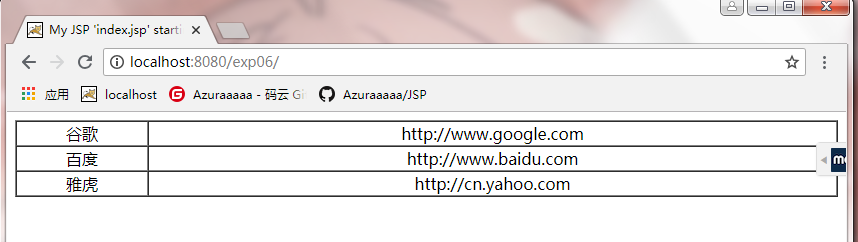 My JSP 'index.jsp' starti
localhost:8080/exp06/
应用 localhost Azuraaaaa - 码云 Gi Azuraaaaa/JSP
谷歌 http://www.google.com
百度 http://www.baidu.com
雅虎 http://cn.yahoo.com